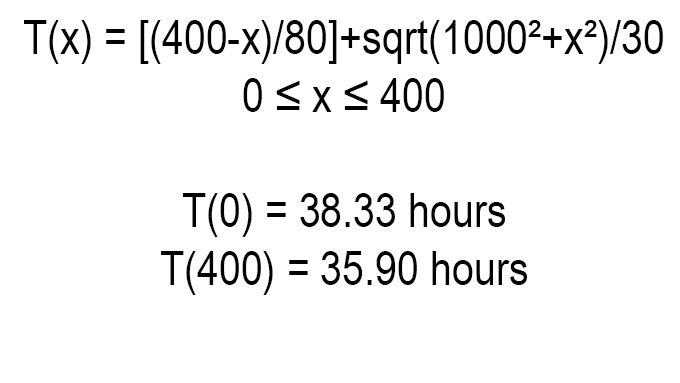 T(x) = [(400-x)/80]+sqrt(1000²+x²)/30
0 ≤ x ≤ 400
T(0) = 38.33 hours
T(400) = 35.90 hours